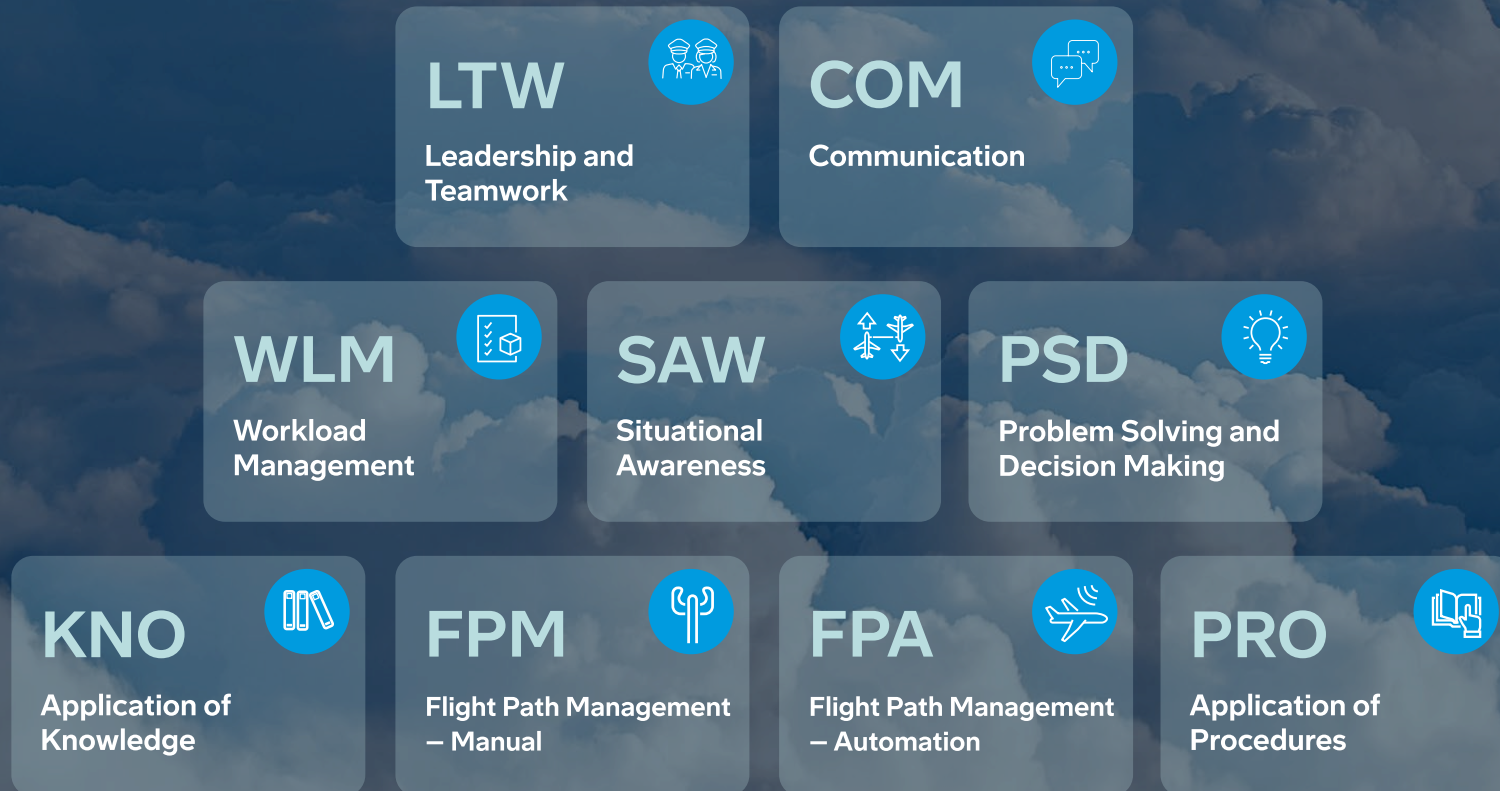 LTW
Leadership and
Teamwork
COM
Communication
WLM
Workload
Management
SAW
Situational
Awareness
PSD
Problem Solving and
Decision Making
KNO
Application of
Knowledge
FPM
Flight Path Management
– Manual
FPA
Flight Path Management
– Automation
PRO
Application of
Procedures